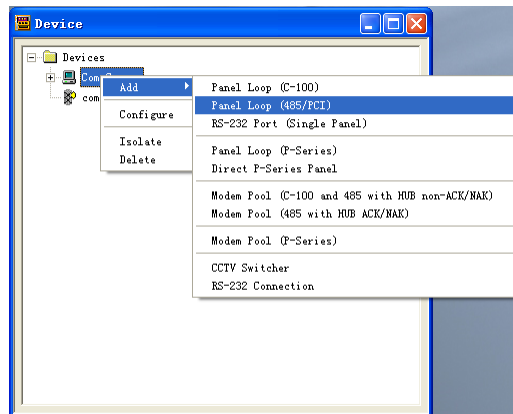 Device
Devices
Com
com
Add
Configure
Isolate
Delete
Panel Loop (C-100)
Panel Loop (485/PCI)
RS-232 Port (Single Panel)
Panel Loop (P-Series)
Direct P-Series Panel
Modem Pool (C-100 and 485 with HUB non-ACK/NAK)
Modem Pool (485 with HUB ACK/NAK)
Modem Pool (P-Series)
CCTV Switcher
RS-232 Connection